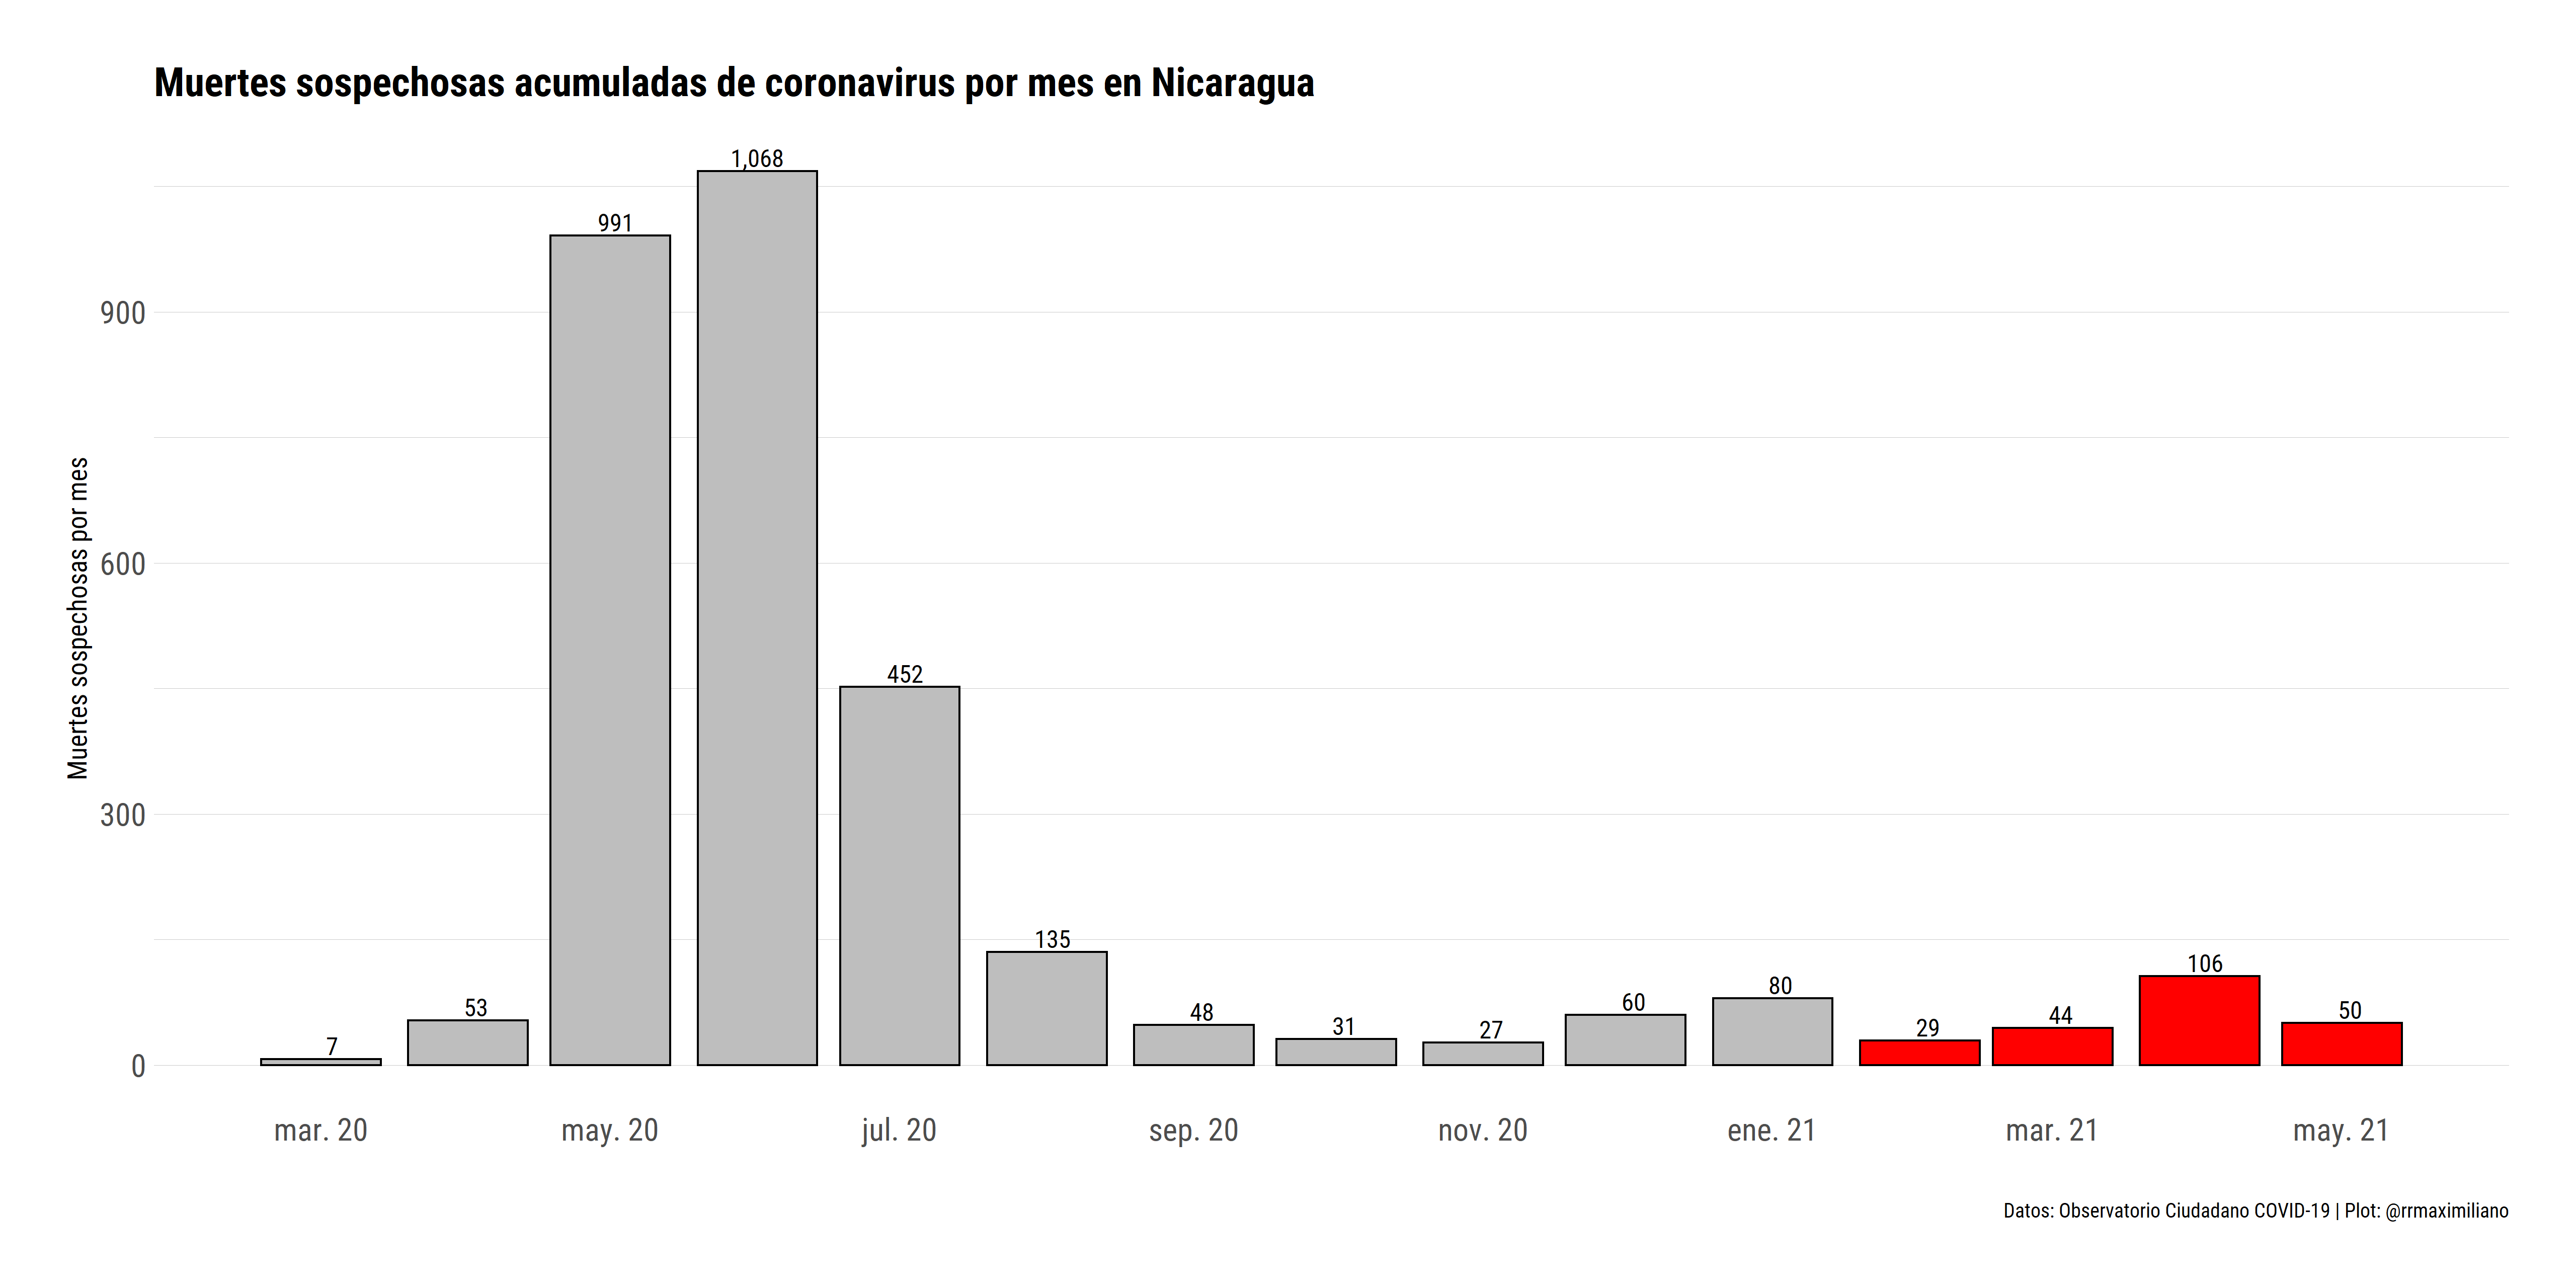 Muertes sospechosas acumuladas de coronavirus por mes en Nicaragua
Muertes sospechosas por mes
900
600
300
0
7
53
991
1,068
452
135
48
31
27
60
80
29
44
106
50
mar. 20
may. 20
jul. 20
sep. 20
nov. 20
ene. 21
mar. 21
may. 21
Datos: Observatorio Ciudadano COVID-19 | Plot: @rrmaximiliano